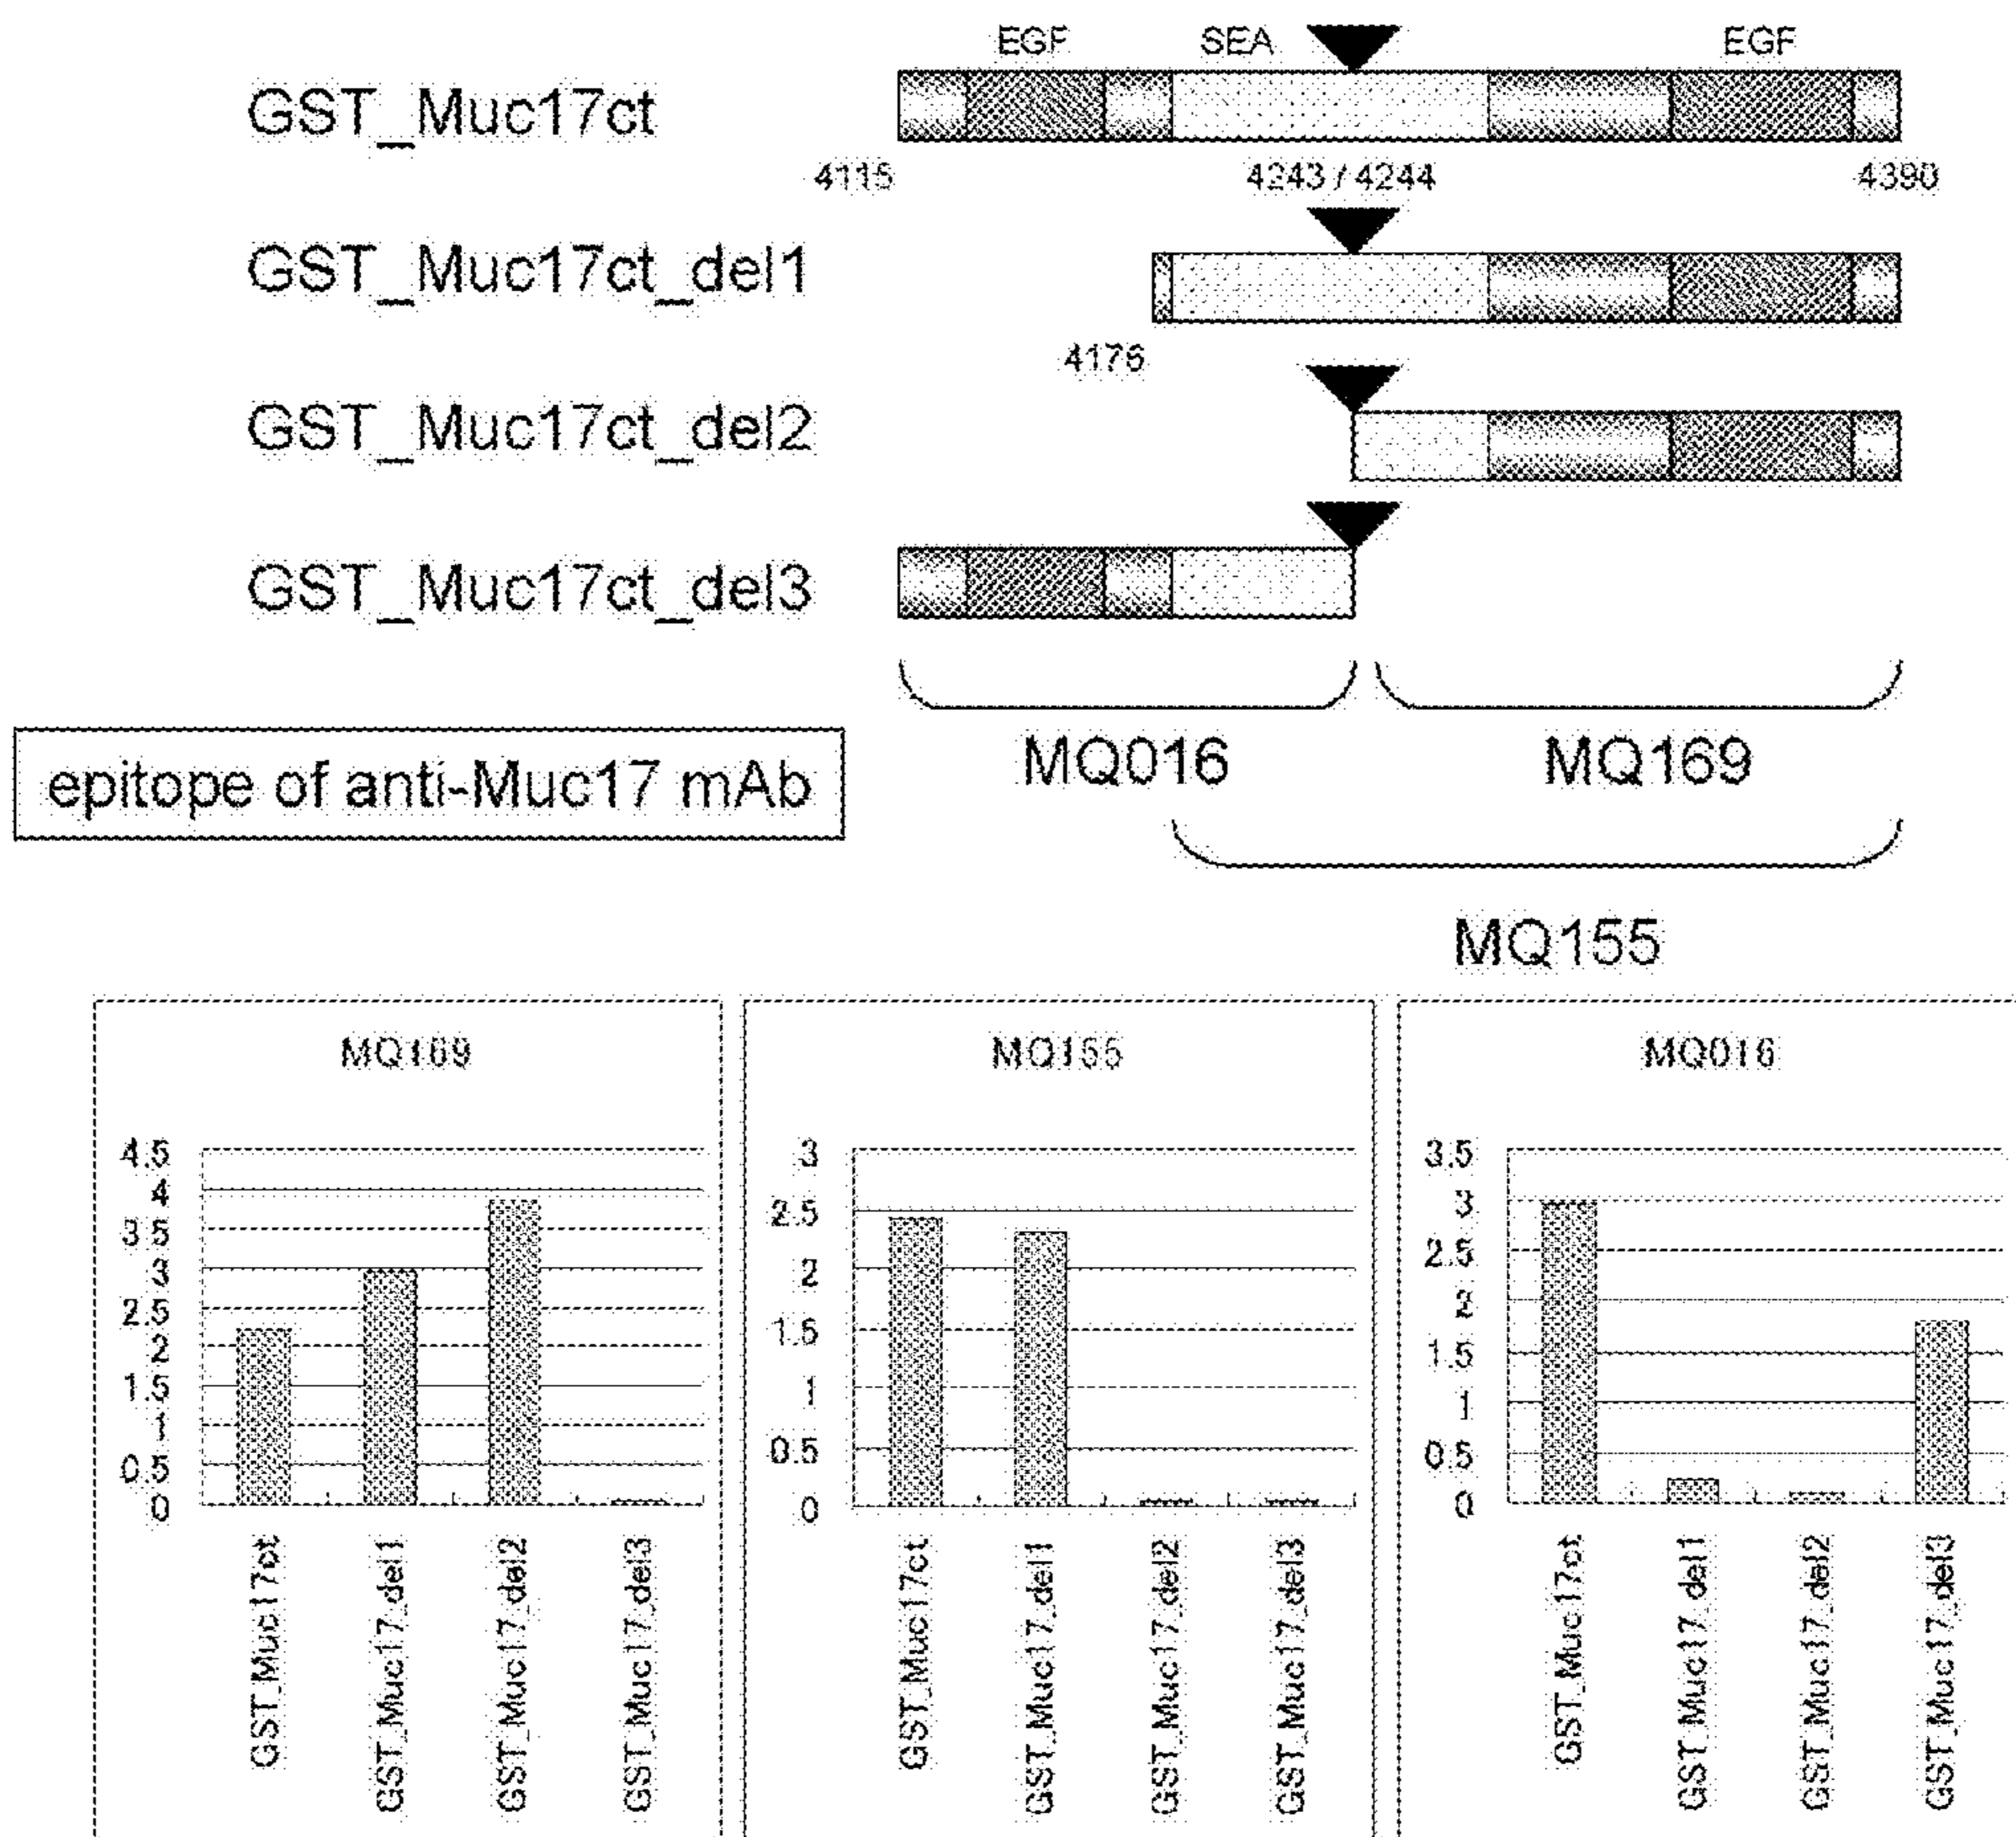 EGF SEA EGF
GST_Muc17ct
4115 4243 / 4244 4390
GST_Muc17ct_del1
4176
GST_Muc17ct_del2
GST_Muc17ct_del3
MQ016 MQ169
epitope of anti-Muc17 mAb
MQ155
MQ169
4.5
4
3.5
3
2.5
2
1.5
1
0.5
0
GST_Muc17ct
GST_Muc17_del1
GST_Muc17_del2
GST_Muc17_del3
MQ155
3
2.5
2
1.5
1
0.5
0
GST_Muc17ct
GST_Muc17_del1
GST_Muc17_del2
GST_Muc17_del3
MQ016
3.5
3
2.5
2
1.5
1
0.5
0
GST_Muc17ct
GST_Muc17_del1
GST_Muc17_del2
GST_Muc17_del3